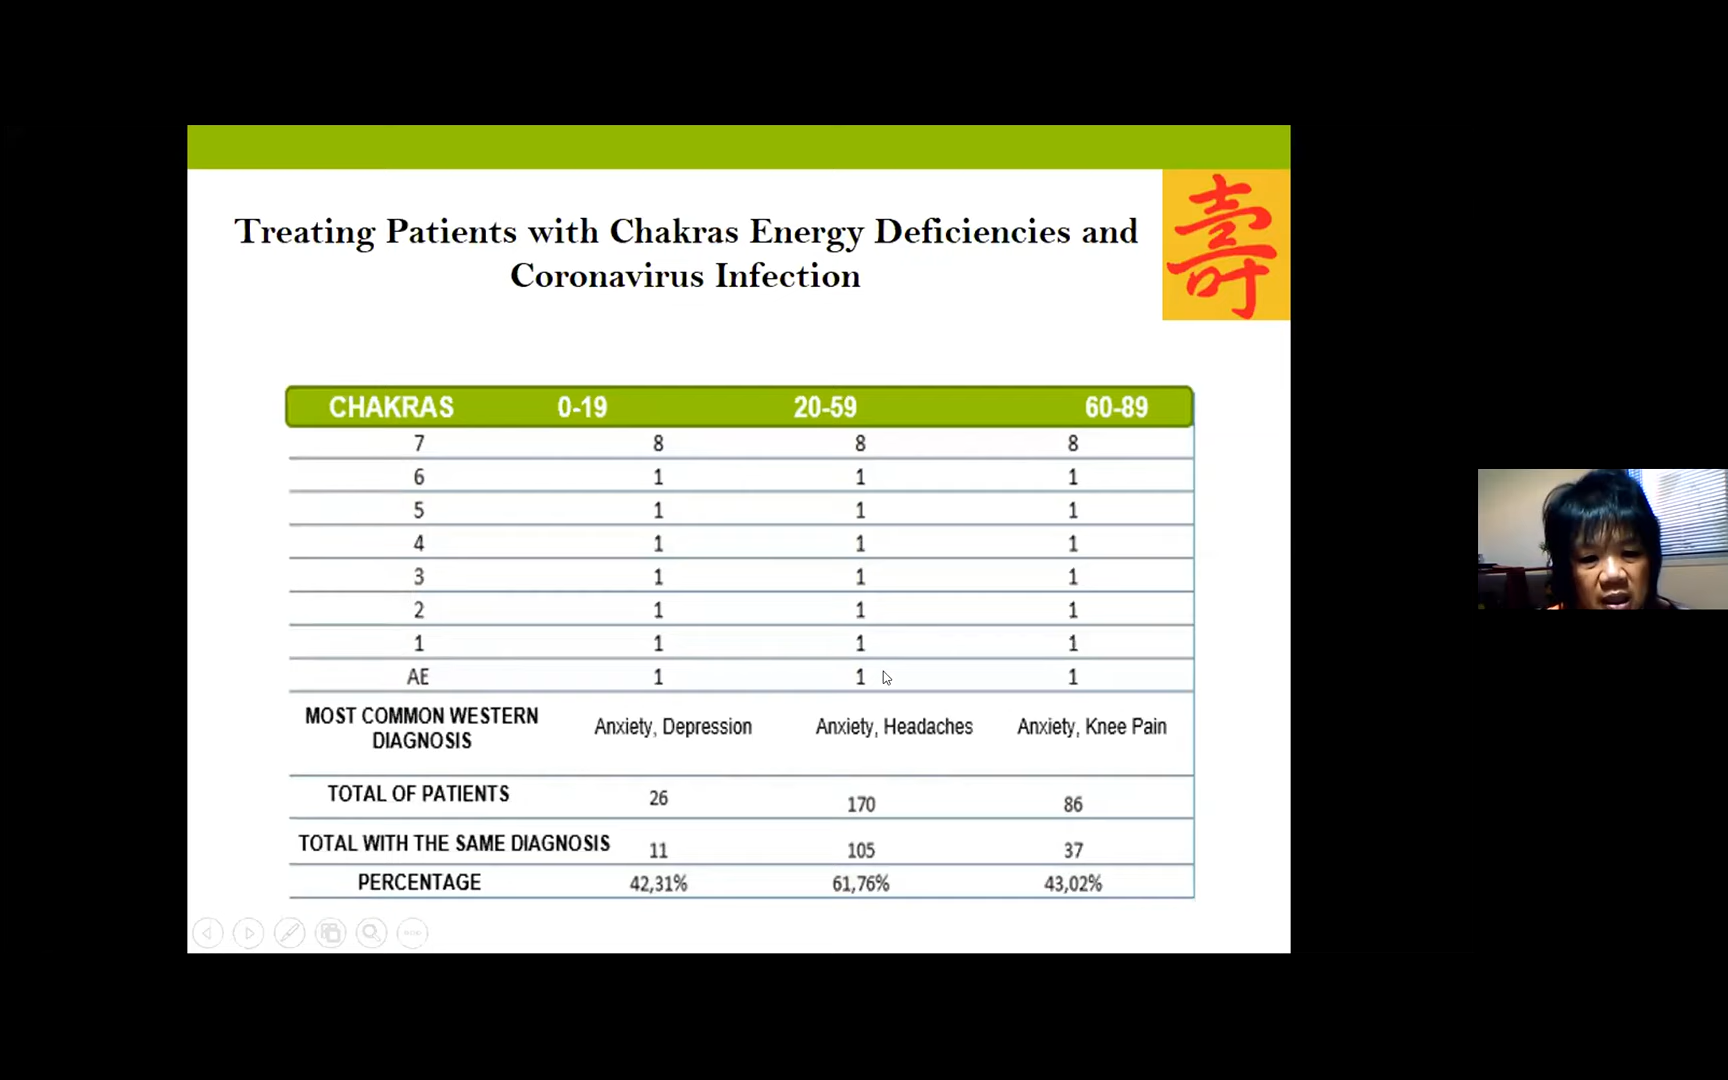 Treating Patients with Chakras Energy Deficiencies and
Coronavirus Infection
壽
CHAKRAS 0-19 20-59 60-89
7 8 8 8
6 1 1 1
5 1 1 1
4 1 1 1
3 1 1 1
2 1 1 1
1 1 1 1
AE 1 1 1
MOST COMMON WESTERN
DIAGNOSIS
Anxiety, Depression Anxiety, Headaches Anxiety, Knee Pain
TOTAL OF PATIENTS 26 170 86
TOTAL WITH THE SAME DIAGNOSIS 11 105 37
PERCENTAGE 42,31% 61,76% 43,02%